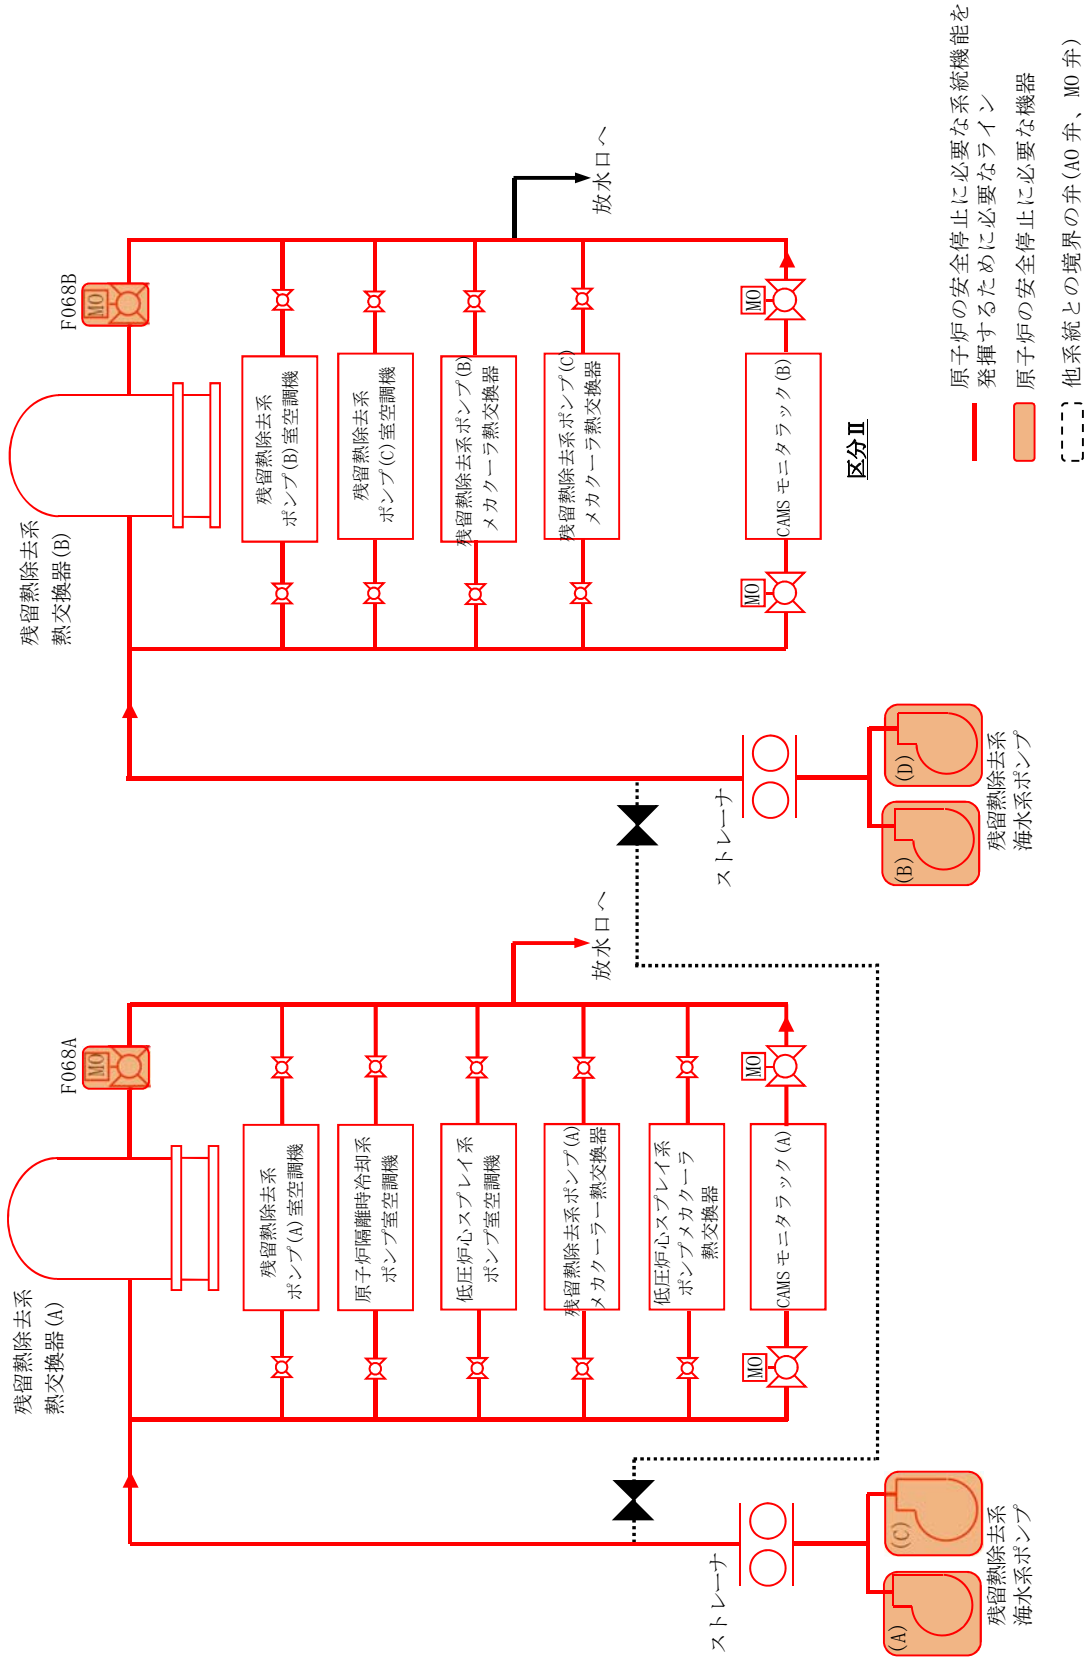 残留熱除去系
熱交換器(A)
F068A
MO
残留熱除去系
ポンプ(A)室空調機
原子炉隔離時冷却系
ポンプ室空調機
低圧炉心スプレイ系
ポンプ室空調機
残留熱除去系ポンプ(A)
メカクーラー熱交換器
低圧炉心スプレイ系
ポンプメカクーラ
熱交換器
MO
CAMSモニタラック(A)
MO
放水口へ
ストレーナ
(A)
(C)
残留熱除去系
海水系ポンプ
残留熱除去系
熱交換器(B)
F068B
MO
残留熱除去系
ポンプ(B)室空調機
残留熱除去系
ポンプ(C)室空調機
残留熱除去系ポンプ(B)
メカクーラ熱交換器
残留熱除去系ポンプ(C)
メカクーラ熱交換器
MO
CAMSモニタラック(B)
MO
放水口へ
ストレーナ
(B)
(D)
残留熱除去系
海水系ポンプ
区分Ⅱ
原子炉の安全停止に必要な系統機能を
発揮するために必要なライン
原子炉の安全停止に必要な機器
他系統との境界の弁(AO弁、MO弁)